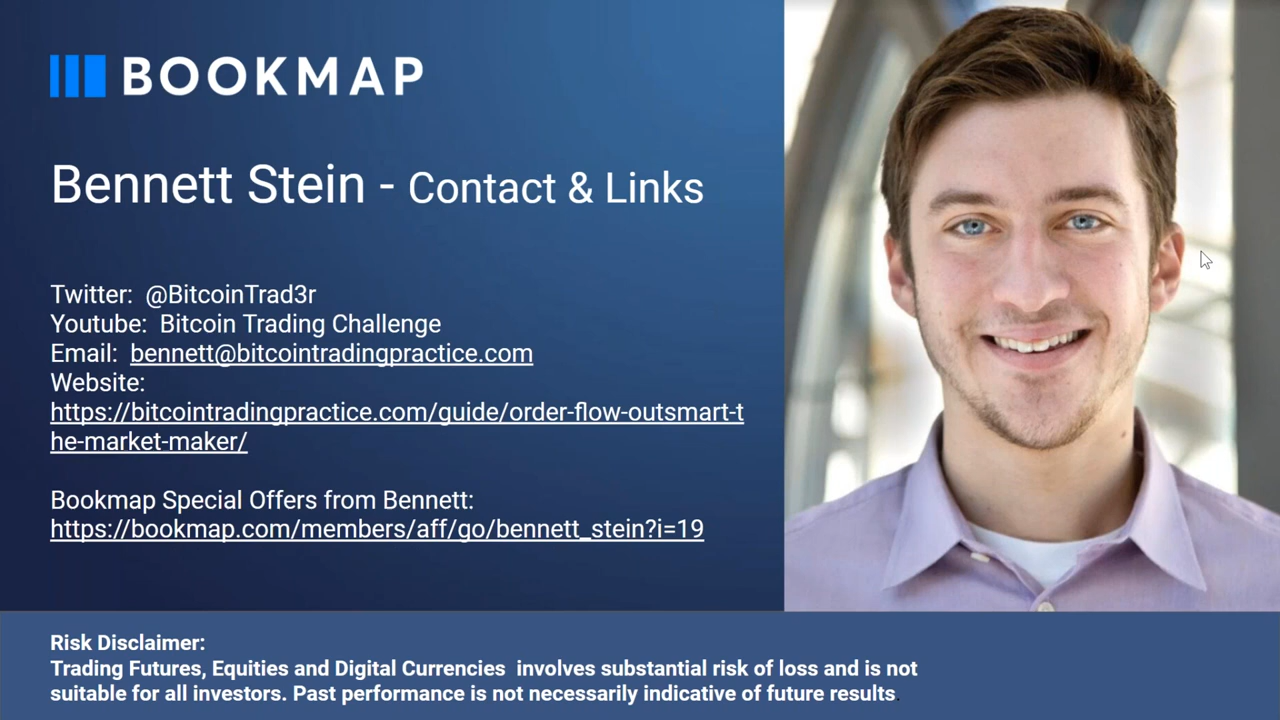 BOOKMAP
Bennett Stein - Contact & Links
Twitter: @BitcoinTrad3r
Youtube: Bitcoin Trading Challenge
Email: bennett@bitcointradingpractice.com
Website:
https://bitcointradingpractice.com/guide/order-flow-outsmart-t
he-market-maker/
Bookmap Special Offers from Bennett:
https://bookmap.com/members/aff/go/bennett_stein?i=19
Risk Disclaimer:
Trading Futures, Equities and Digital Currencies involves substantial risk of loss and is not
suitable for all investors. Past performance is not necessarily indicative of future results.